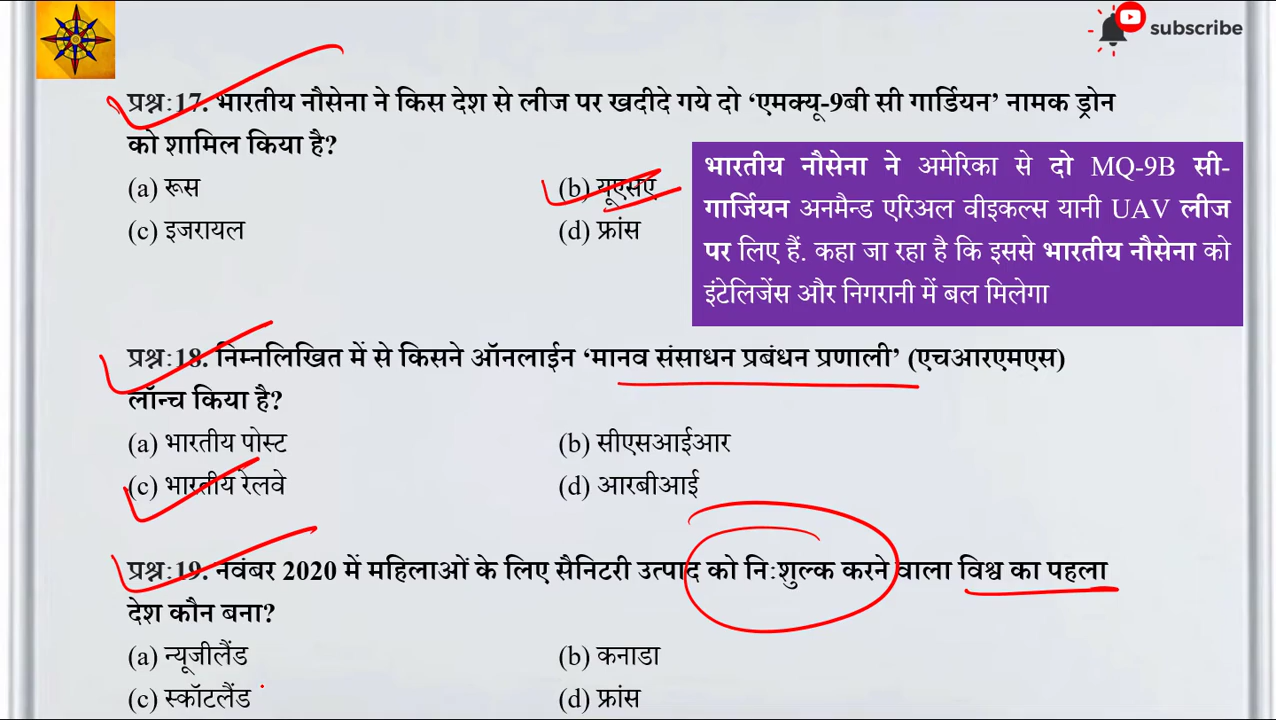 subscribe
प्रश्न:17. भारतीय नौसेना ने किस देश से लीज पर खदीदे गये दो ‘एमक्यू-9बी सी गार्डियन’ नामक ड्रोन
को शामिल किया है?
(a) रूस
(b) यूएसए
(c) इजरायल
(d) फ्रांस
भारतीय नौसेना ने अमेरिका से दो MQ-9B सी-
गार्जियन अनमैन्ड एरिअल वीइकल्स यानी UAV लीज
पर लिए हैं. कहा जा रहा है कि इससे भारतीय नौसेना को
इंटेलिजेंस और निगरानी में बल मिलेगा
प्रश्न:18. निम्नलिखित में से किसने ऑनलाईन ‘मानव संसाधन प्रबंधन प्रणाली’ (एचआरएमएस)
लॉन्च किया है?
(a) भारतीय पोस्ट
(b) सीएसआईआर
(c) भारतीय रेलवे
(d) आरबीआई
प्रश्न:19. नवंबर 2020 में महिलाओं के लिए सैनिटरी उत्पाद को नि:शुल्क करने वाला विश्व का पहला
देश कौन बना?
(a) न्यूजीलैंड
(b) कनाडा
(c) स्कॉटलैंड
(d) फ्रांस